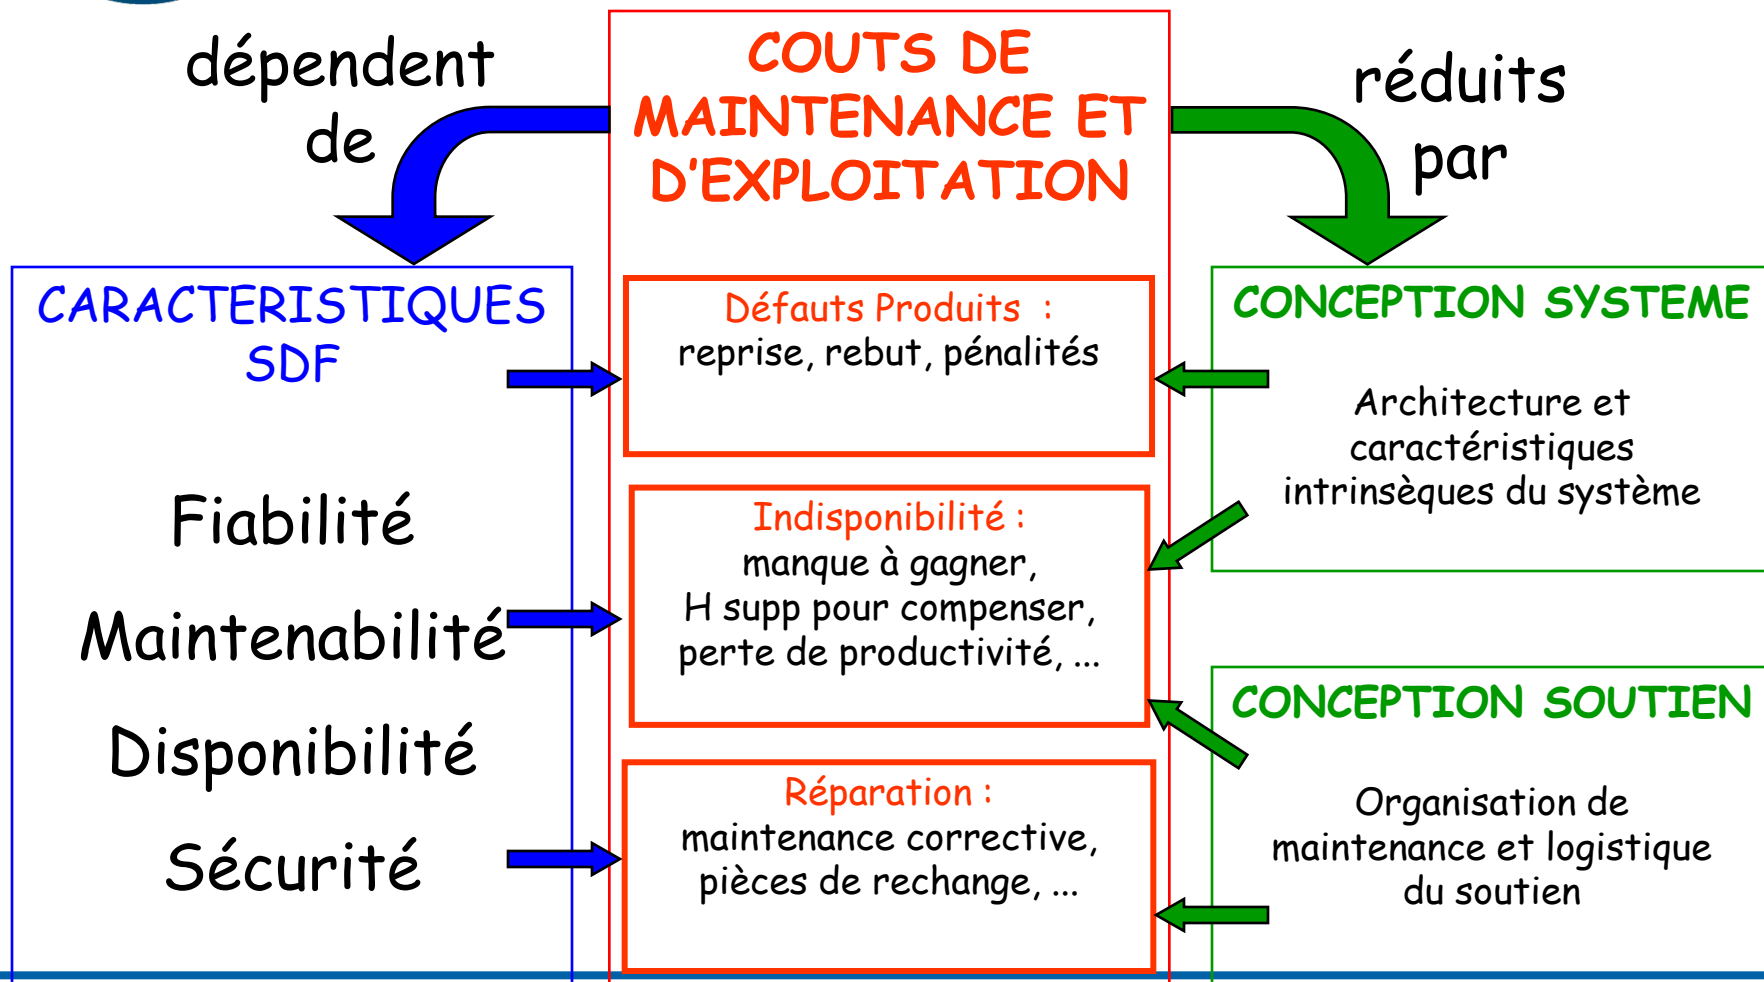 dépendent
de
COUTS DE
MAINTENANCE ET
D'EXPLOITATION
réduits
par
CARACTERISTIQUES
SDF
Fiabilité
Maintenabilité
Disponibilité
Sécurité
Défauts Produits :
reprise, rebut, pénalités
Indisponibilité :
manque à gagner,
H supp pour compenser,
perte de productivité, ...
Réparation :
maintenance corrective,
pièces de rechange, ...
CONCEPTION SYSTEME
Architecture et
caractéristiques
intrinsèques du système
CONCEPTION SOUTIEN
Organisation de
maintenance et logistique
du soutien